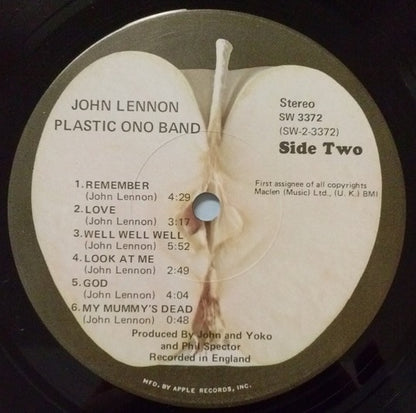 JOHN LENNON
PLASTIC ONO BAND
Stereo
SW 3372
(SW-2-3372)
Side Two
First assignee of all copyrights
Maclen (Music) Ltd., (U. K.) BMI
1. REMEMBER
(John Lennon) 4:29
2. LOVE
(John Lennon) 3:17
3. WELL WELL WELL
(John Lennon) 5:52
4. LOOK AT ME
(John Lennon) 2:49
5. GOD
(John Lennon) 4:04
6. MY MUMMY'S DEAD
(John Lennon) 0:48
Produced By John and Yoko
and Phil Spector
Recorded in England
MFD. BY APPLE RECORDS, INC.